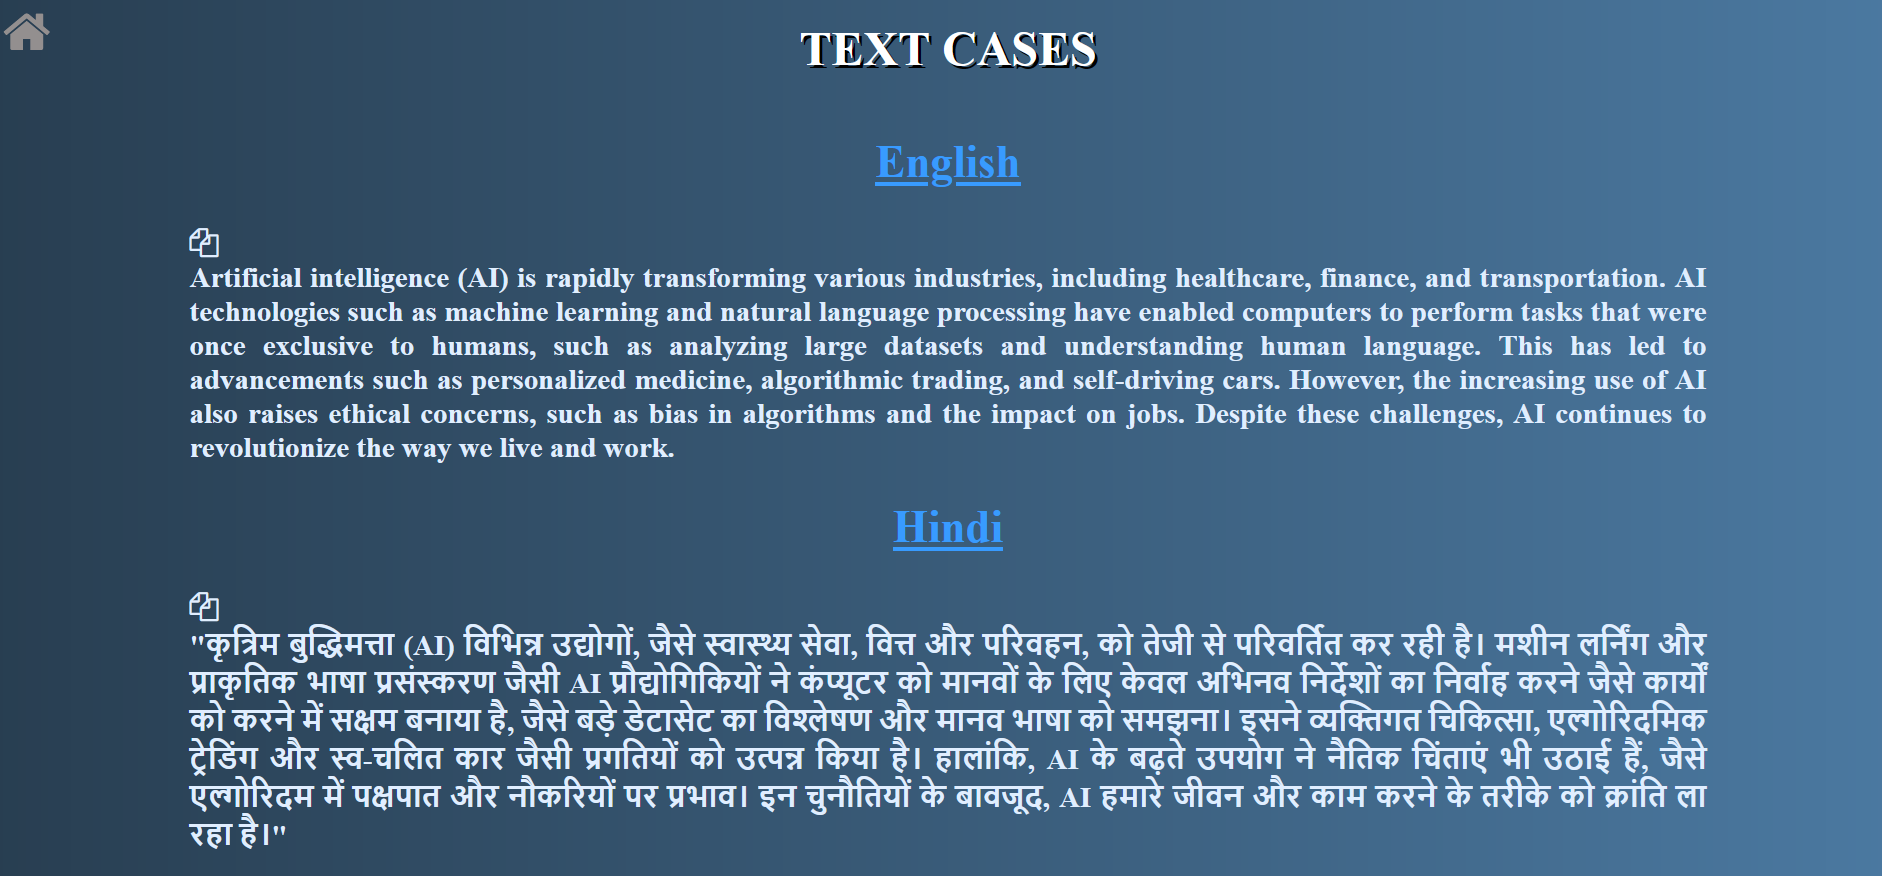 TEXT CASES
English
Artificial intelligence (AI) is rapidly transforming various industries, including healthcare, finance, and transportation. AI
technologies such as machine learning and natural language processing have enabled computers to perform tasks that were
once exclusive to humans, such as analyzing large datasets and understanding human language. This has led to
advancements such as personalized medicine, algorithmic trading, and self-driving cars. However, the increasing use of AI
also raises ethical concerns, such as bias in algorithms and the impact on jobs. Despite these challenges, AI continues to
revolutionize the way we live and work.
Hindi
"कृत्रिम बुद्धिमत्ता (AI) विभिन्न उद्योगों, जैसे स्वास्थ्य सेवा, वित्त और परिवहन, को तेजी से परिवर्तित कर रही है। मशीन लर्निंग और
प्राकृतिक भाषा प्रसंस्करण जैसी AI प्रौद्योगिकियों ने कंप्यूटर को मानवों के लिए केवल अभिनव निर्देशों का निर्वाह करने जैसे कार्यों
को करने में सक्षम बनाया है, जैसे बड़े डेटासेट का विश्लेषण और मानव भाषा को समझना। इसने व्यक्तिगत चिकित्सा, एल्गोरिदमिक
ट्रेडिंग और स्व-चलित कार जैसी प्रगतियों को उत्पन्न किया है। हालांकि, AI के बढ़ते उपयोग ने नैतिक चिंताएं भी उठाई हैं, जैसे
एल्गोरिदम में पक्षपात और नौकरियों पर प्रभाव। इन चुनौतियों के बावजूद, AI हमारे जीवन और काम करने के तरीके को क्रांति ला
रहा है।"